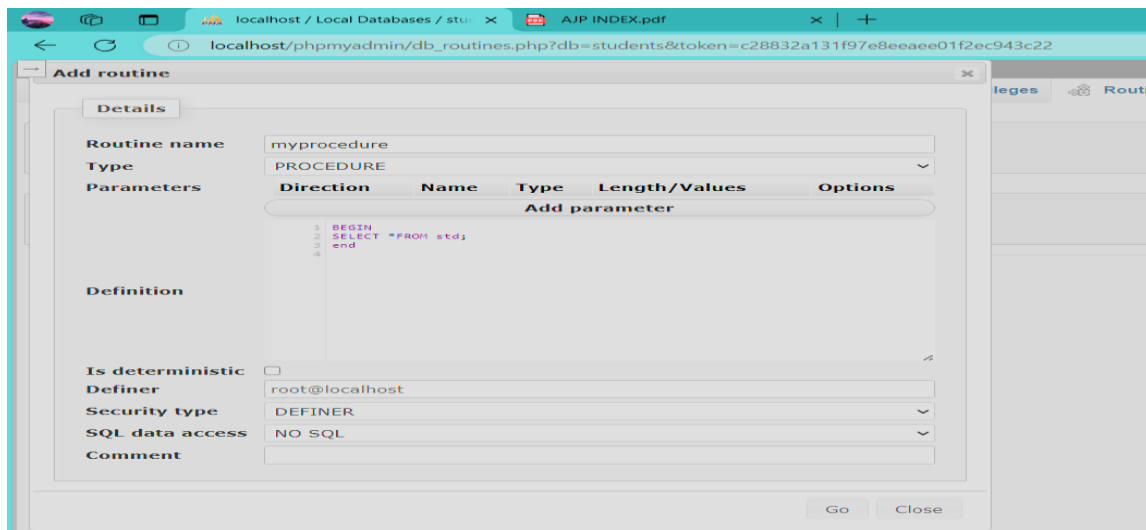 localhost / Local Databases / stu
AJP INDEX.pdf
localhost/phpmyadmin/db_routines.php?db=students&token=c28832a131f97e8eeaee01f2ec943c22
Add routine
leges
Rout
Details
Routine name myprocedure
Type PROCEDURE
Parameters Direction Name Type Length/Values Options
Add parameter
1 BEGIN
2 SELECT *FROM std;
3 end
4
Definition
Is deterministic
Definer root@localhost
Security type DEFINER
SQL data access NO SQL
Comment
Go Close